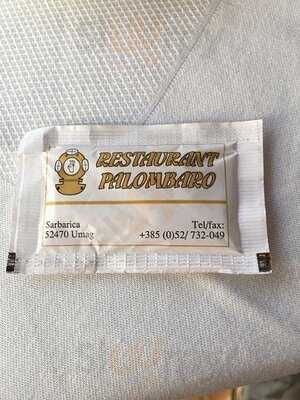 RESTAURANT
PALOMBARO
Sarbarica
52470 Umag
Tel/fax:
+385 (0)52/ 732-049